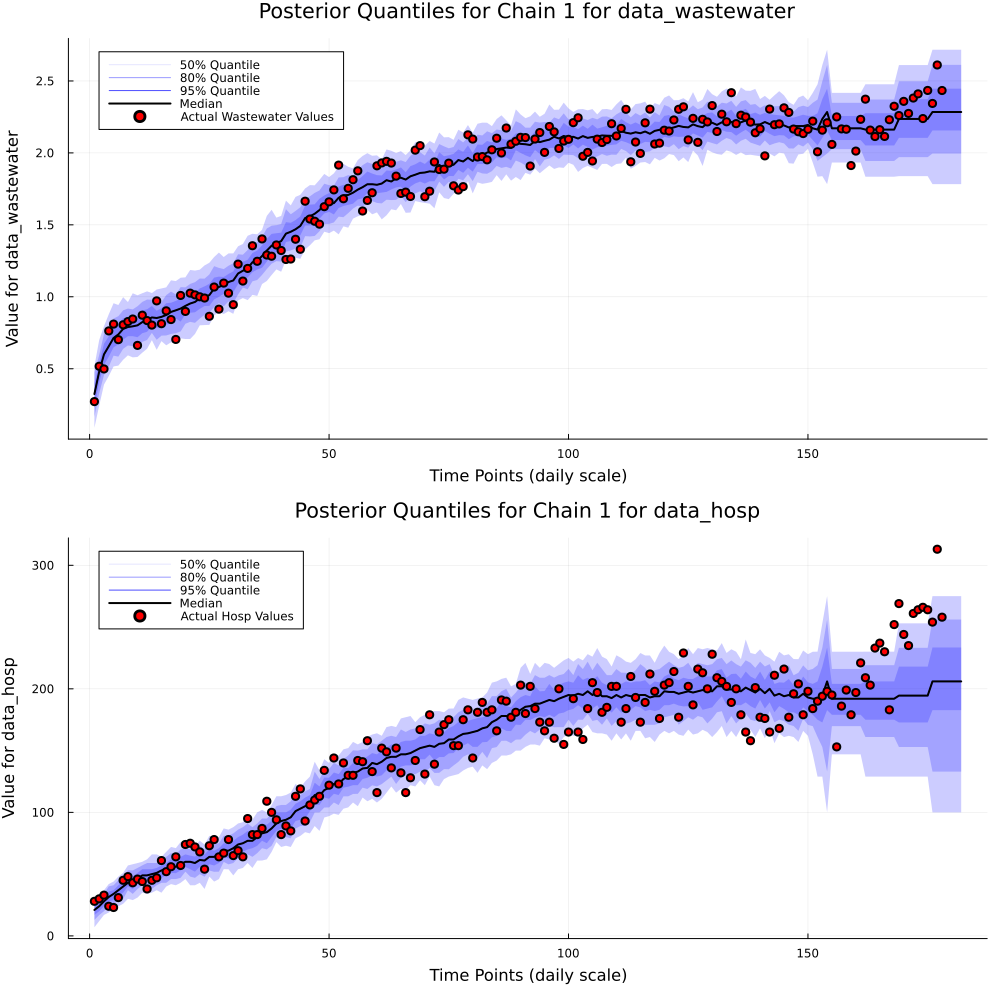 Posterior Quantiles for Chain 1 for data_wastewater
50% Quantile
80% Quantile
95% Quantile
Median
Actual Wastewater Values
Value for data_wastewater
2.5
2.0
1.5
1.0
0.5
0
50
100
150
Time Points (daily scale)
Posterior Quantiles for Chain 1 for data_hosp
50% Quantile
80% Quantile
95% Quantile
Median
Actual Hosp Values
Value for data_hosp
300
200
100
0
0
50
100
150
Time Points (daily scale)